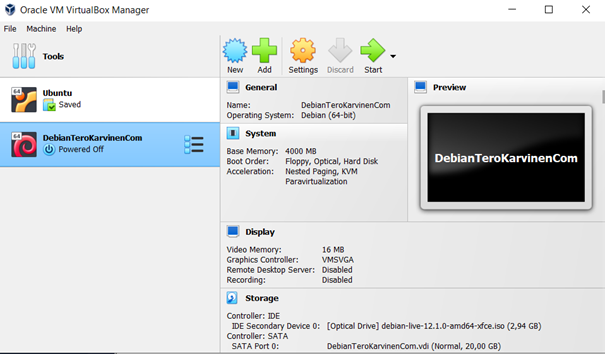 Oracle VM VirtualBox Manager
File Machine Help
Tools
New Add Settings Discard Start
64
Ubuntu
Saved
64
DebianTeroKarvinenCom
Powered Off
General
Name: DebianTeroKarvinenCom
Operating System: Debian (64-bit)
System
Base Memory: 4000 MB
Boot Order: Floppy, Optical, Hard Disk
Acceleration: Nested Paging, KVM
Paravirtualization
Preview
DebianTeroKarvinenCom
Display
Video Memory: 16 MB
Graphics Controller: VMSVGA
Remote Desktop Server: Disabled
Recording: Disabled
Storage
Controller: IDE
IDE Secondary Device 0: [Optical Drive] debian-live-12.1.0-amd64-xfce.iso (2,94 GB)
Controller: SATA
SATA Port 0: DebianTeroKarvinenCom.vdi (Normal, 20,00 GB)